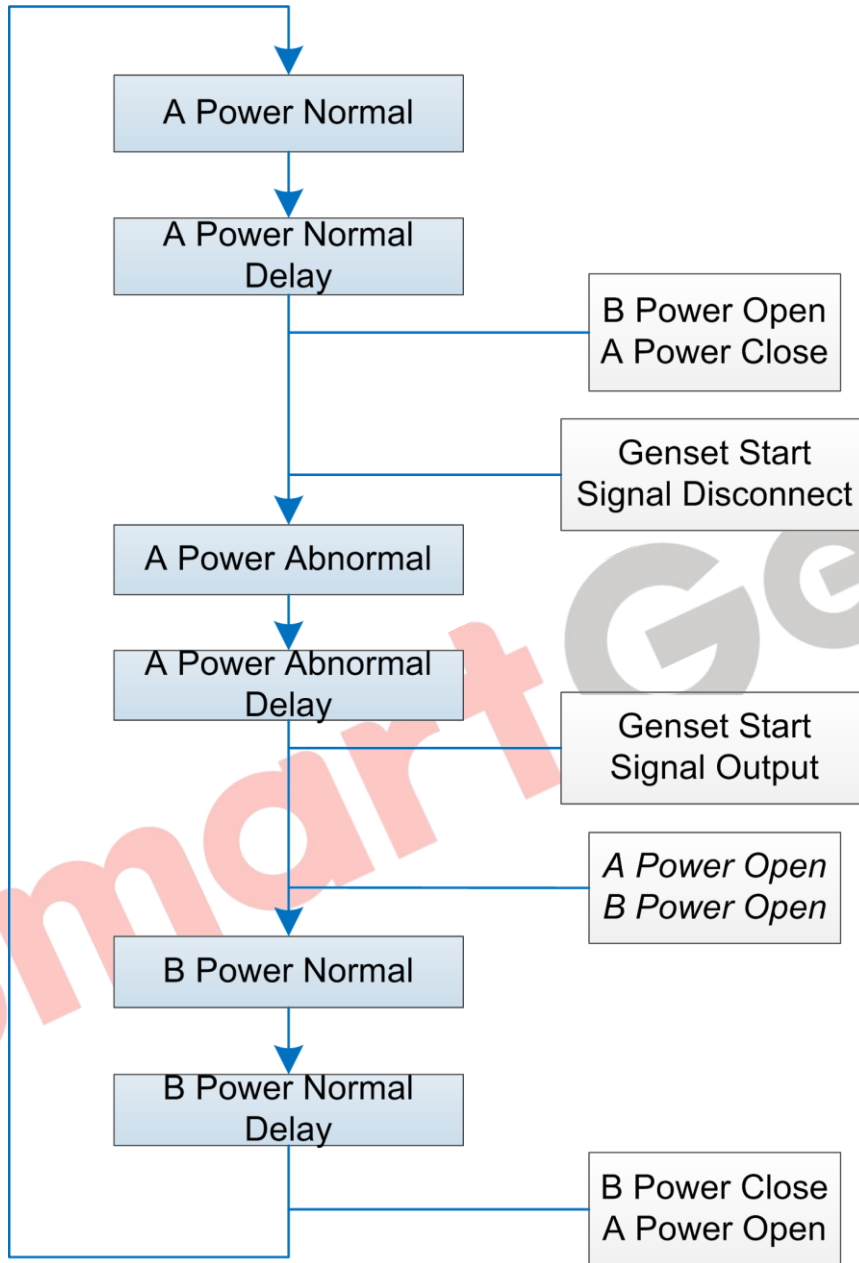 A Power Normal
A Power Normal
Delay
B Power Open
A Power Close
Genset Start
Signal Disconnect
A Power Abnormal
A Power Abnormal
Delay
Genset Start
Signal Output
A Power Open
B Power Open
B Power Normal
B Power Normal
Delay
B Power Close
A Power Open
smartGe